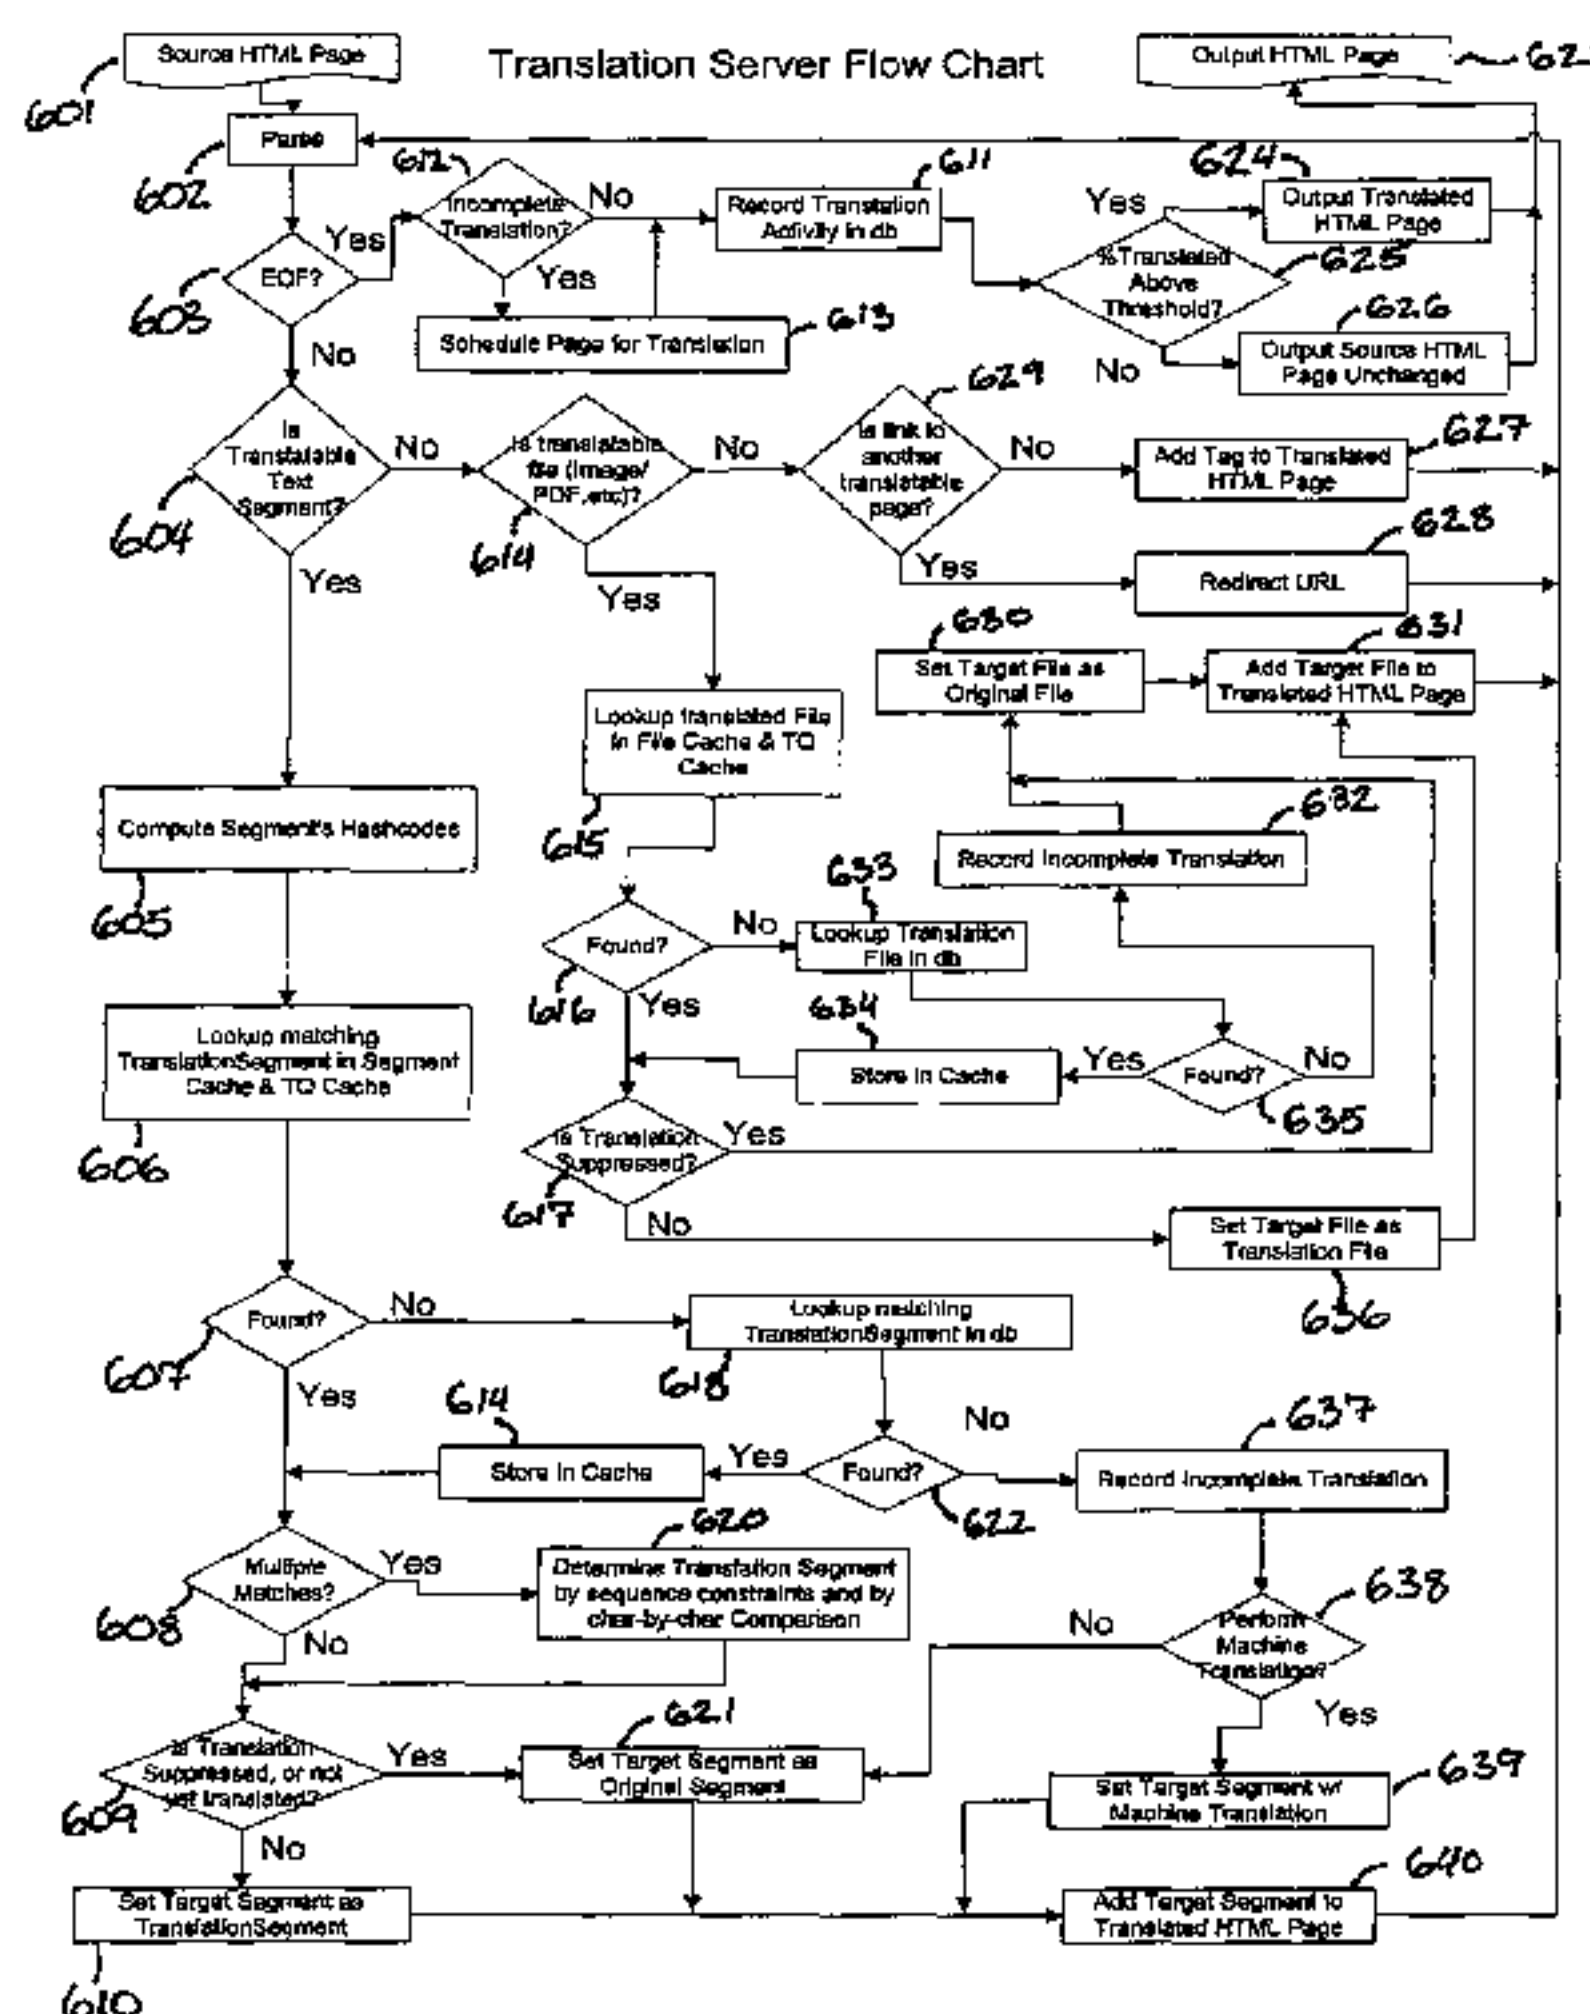 Source HTML Page
Translation Server Flow Chart
Output HTML Page
62
601
Parse
602
612
611
624
Incomplete
Translation?
No
Record Translation
Activity in db
Yes
Output Translated
HTML Page
Yes
EOF?
603
Yes
%Translated
Above
Threshold?
625
Schedule Page for Translation
613
626
No
No
Output Source HTML
Page Unchanged
629
Is
Translatable
Text
Segment?
604
No
Is translatable
file (Image/
PDF,etc)?
614
No
Is link to
another
translatable
page?
No
Add Tag to Translated
HTML Page
627
628
Yes
Yes
Yes
Redirect URL
630
631
Set Target File as
Original File
Add Target File to
Translated HTML Page
Lookup translated File
in File Cache & TQ
Cache
615
632
Compute Segment's Hashcodes
605
Record Incomplete Translation
633
Found?
616
No
Lookup Translation
File in db
Yes
634
Lookup matching
TranslationSegment in Segment
Cache & TQ Cache
606
Store in Cache
Yes
Found?
No
635
Is Translation
Suppressed?
Yes
617
No
Set Target File as
Translation File
636
Found?
607
No
Lookup matching
TranslationSegment in db
618
Yes
614
No
637
Store in Cache
Yes
Found?
622
Record Incomplete Translation
620
Multiple
Matches?
608
Yes
Determine Translation Segment
by sequence constraints and by
char-by-char Comparison
638
No
No
Perform
Machine
Translation?
Yes
621
Is Translation
Suppressed, or not
yet translated?
609
Yes
Set Target Segment as
Original Segment
Set Target Segment w/
Machine Translation
639
No
640
Set Target Segment as
TranslationSegment
Add Target Segment to
Translated HTML Page
610